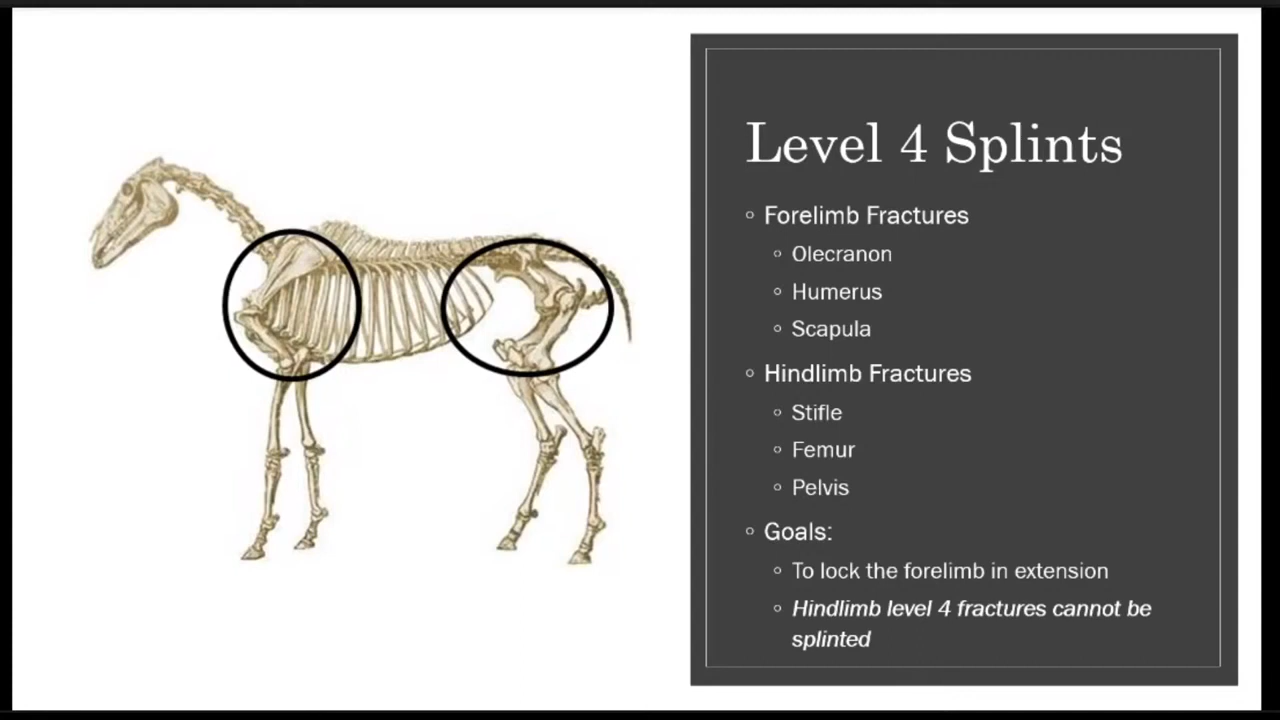 Level 4 Splints
◦ Forelimb Fractures
◦ Olecranon
◦ Humerus
◦ Scapula
◦ Hindlimb Fractures
◦ Stifle
◦ Femur
◦ Pelvis
◦ Goals:
◦ To lock the forelimb in extension
◦ Hindlimb level 4 fractures cannot be
splinted